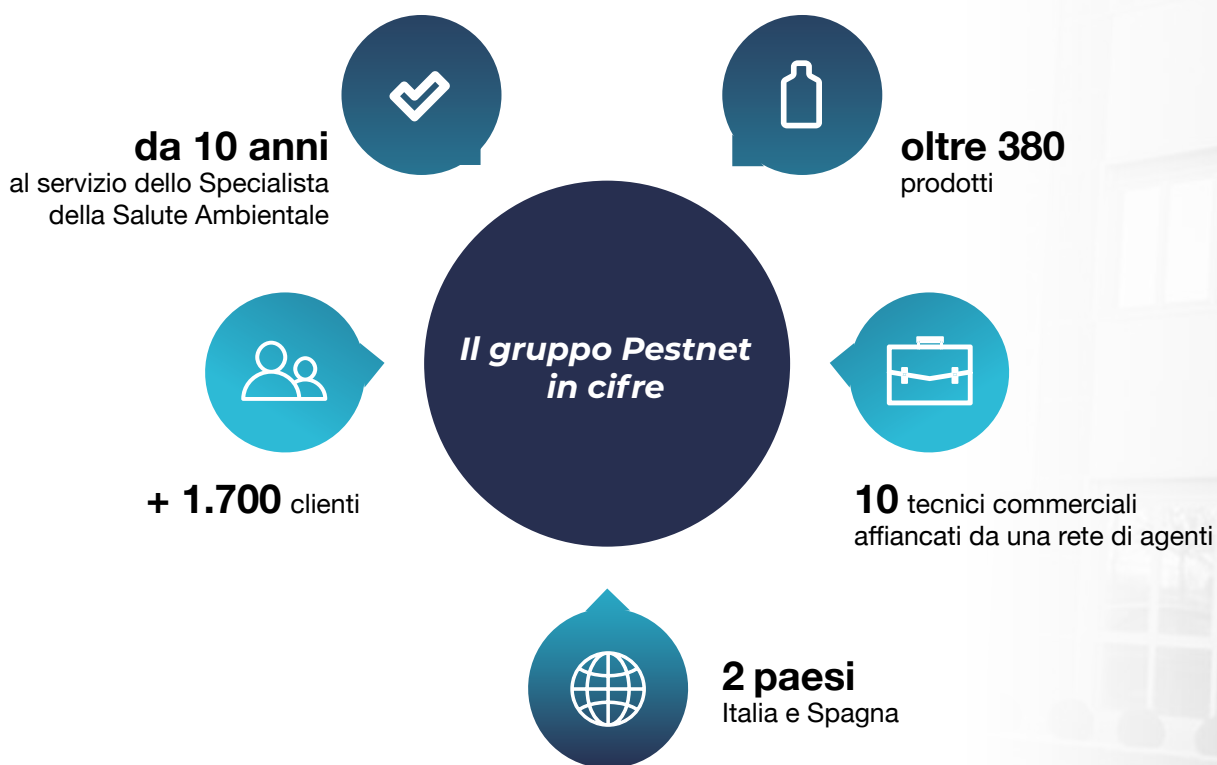 da 10 anni
al servizio dello Specialista
della Salute Ambientale
oltre 380
prodotti
Il gruppo Pestnet
in cifre
+ 1.700 clienti
10 tecnici commerciali
affiancati da una rete di agenti
2 paesi
Italia e Spagna